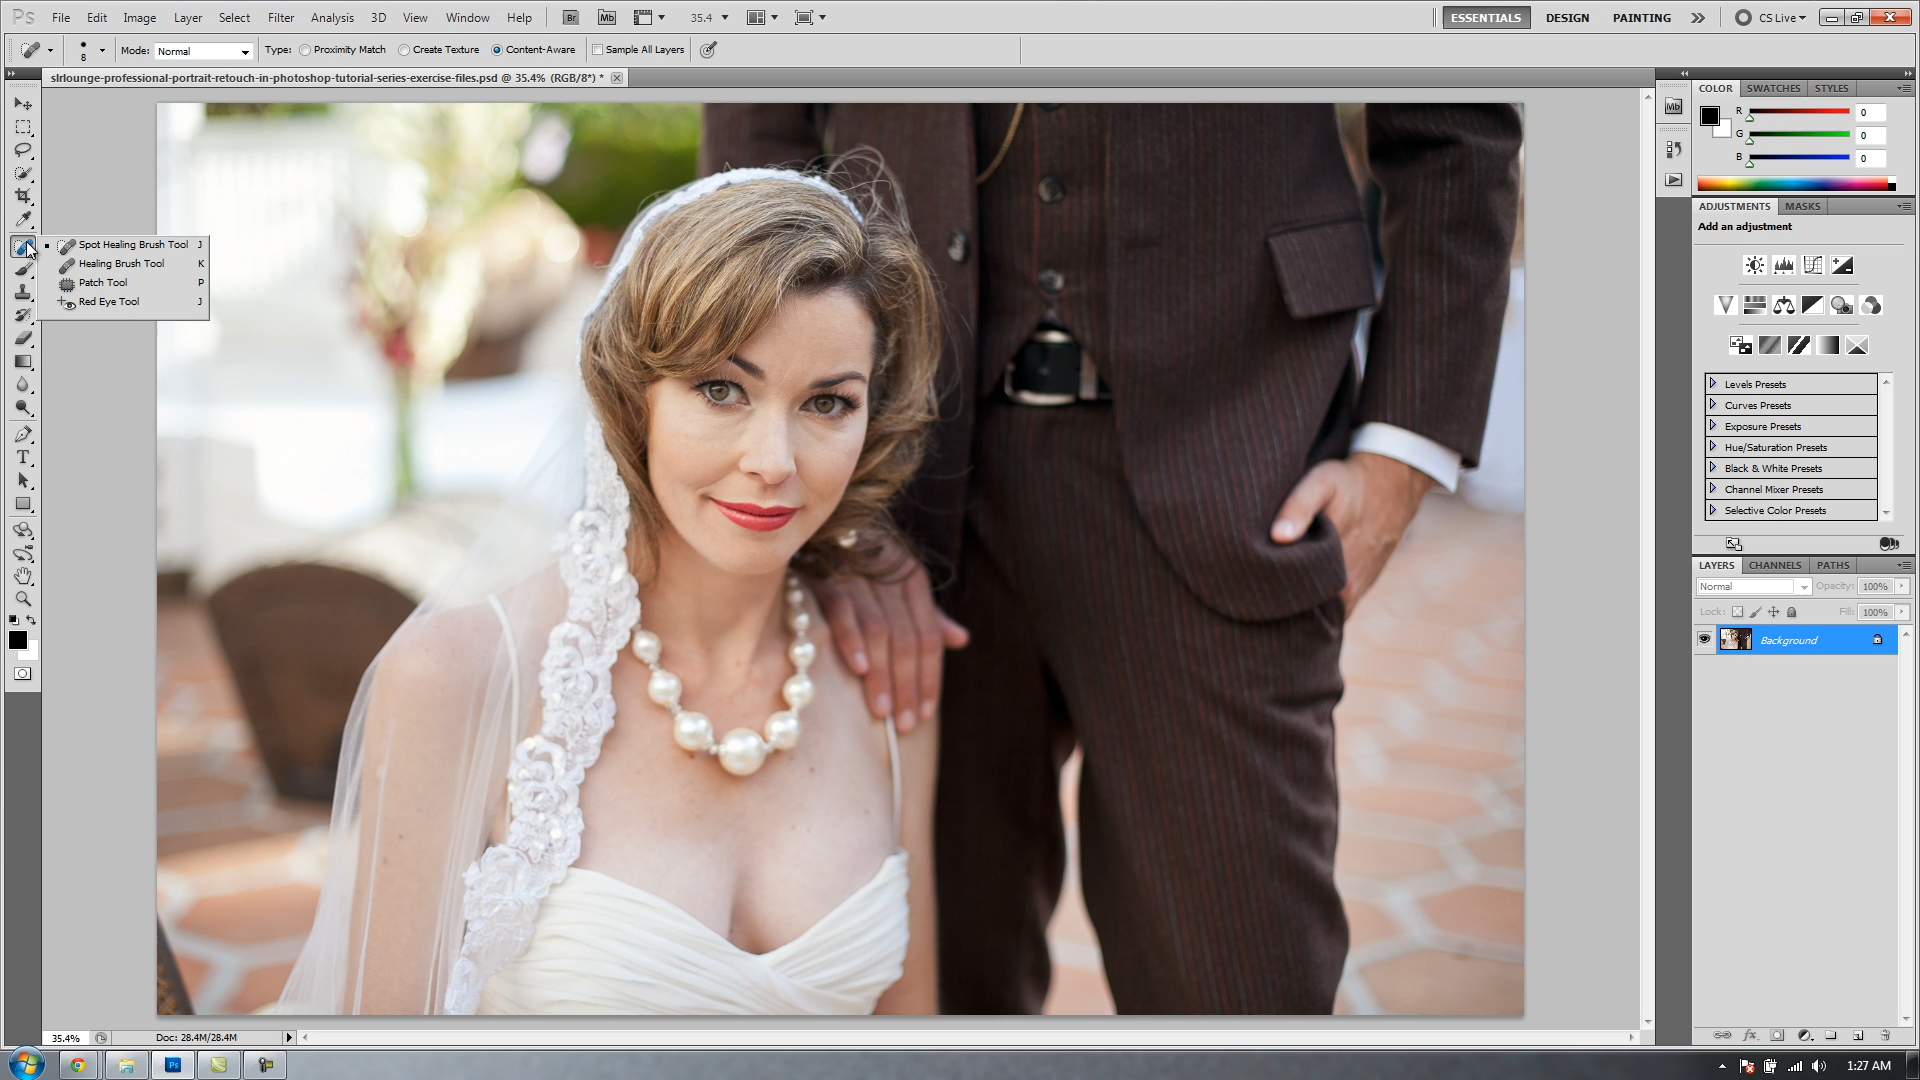 Ps File Edit Image Layer Select Filter Analysis 3D View Window Help Br Mb 35.4 ESSENTIALS DESIGN PAINTING CS Live
8 Mode: Normal Type: Proximity Match Create Texture Content-Aware Sample All Layers
slrlounge-professional-portrait-retouch-in-photoshop-tutorial-series-exercise-files.psd @ 35.4% (RGB/8*) *
Spot Healing Brush Tool J
Healing Brush Tool K
Patch Tool P
Red Eye Tool J
T
Mb
COLOR SWATCHES STYLES
R 0
G 0
B 0
ADJUSTMENTS MASKS
Add an adjustment
Levels Presets
Curves Presets
Exposure Presets
Hue/Saturation Presets
Black & White Presets
Channel Mixer Presets
Selective Color Presets
LAYERS CHANNELS PATHS
Normal Opacity: 100%
Lock: Fill: 100%
Background
fx
35.4% Doc: 28.4M/28.4M
Ps 1:27 AM